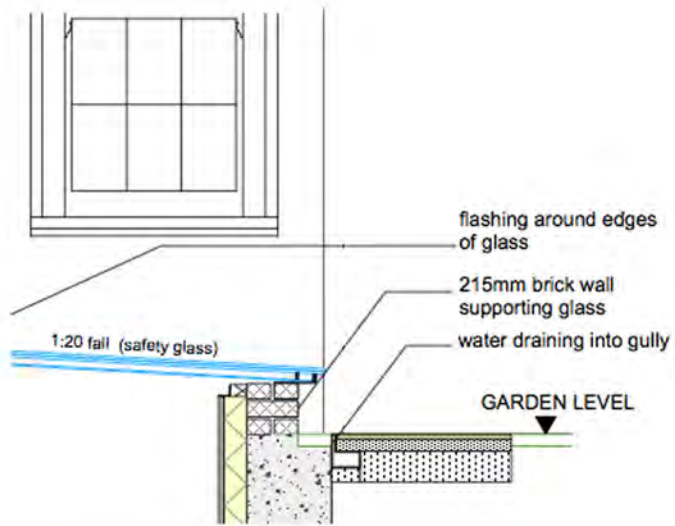 flashing around edges
of glass
215mm brick wall
supporting glass
water draining into gully
1:20 fall (safety glass)
GARDEN LEVEL